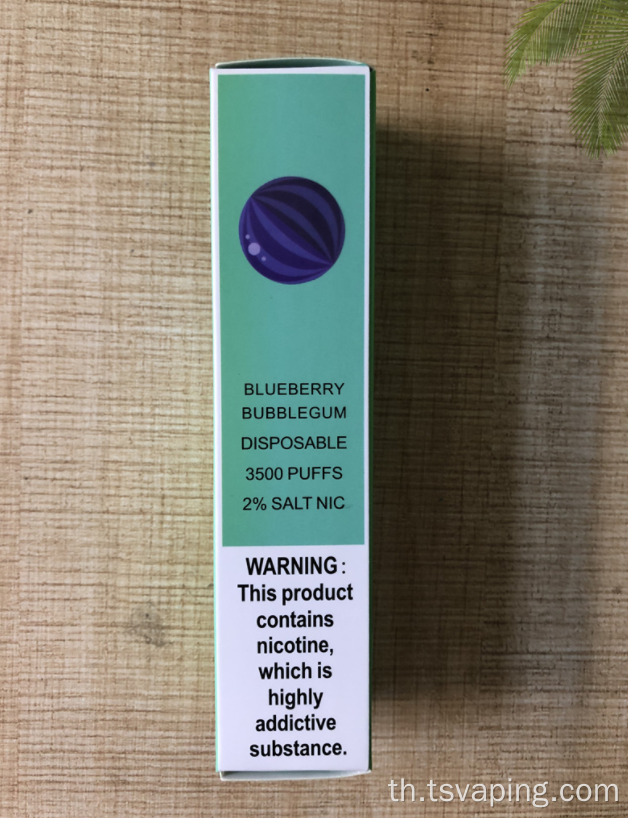 BLUEBERRY
BUBBLEGUM
DISPOSABLE
3500 PUFFS
2% SALT NIC
WARNING :
This product
contains
nicotine,
which is
highly
addictive
substance.
th.tsvaping.com